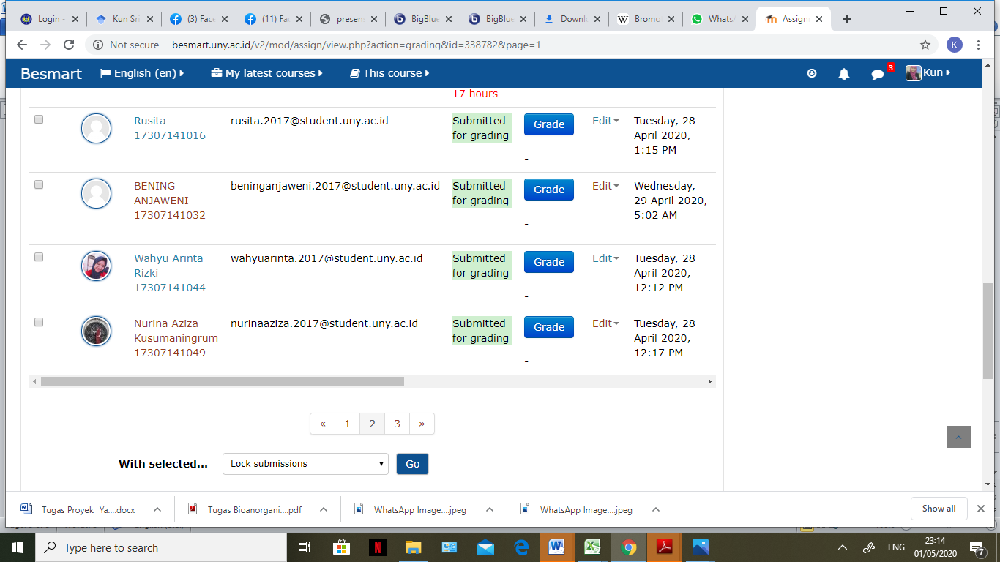 Login -
Kun Sri
(3) Face
(11) Fac
presens
BigBlue
BigBlue
Downlo
Bromo
WhatsA
Assignm
Not secure
besmart.uny.ac.id/v2/mod/assign/view.php?action=grading&id=338782&page=1
K
Besmart
English (en)
My latest courses
This course
3
Kun
17 hours
Rusita
17307141016
rusita.2017@student.uny.ac.id
Submitted
for grading
Grade
-
Edit
Tuesday, 28
April 2020,
1:15 PM
BENING
ANJAWENI
17307141032
beninganjaweni.2017@student.uny.ac.id
Submitted
for grading
Grade
-
Edit
Wednesday,
29 April 2020,
5:02 AM
Wahyu Arinta
Rizki
17307141044
wahyuarinta.2017@student.uny.ac.id
Submitted
for grading
Grade
-
Edit
Tuesday, 28
April 2020,
12:12 PM
Nurina Aziza
Kusumaningrum
17307141049
nurinaaziza.2017@student.uny.ac.id
Submitted
for grading
Grade
-
Edit
Tuesday, 28
April 2020,
12:17 PM
« 1 2 3 »
With selected...
Lock submissions
Go
Tugas Proyek_ Ya....docx
Tugas Bioanorgani....pdf
WhatsApp Image....jpeg
WhatsApp Image....jpeg
Show all
Type here to search
ENG
23:14
01/05/2020
7